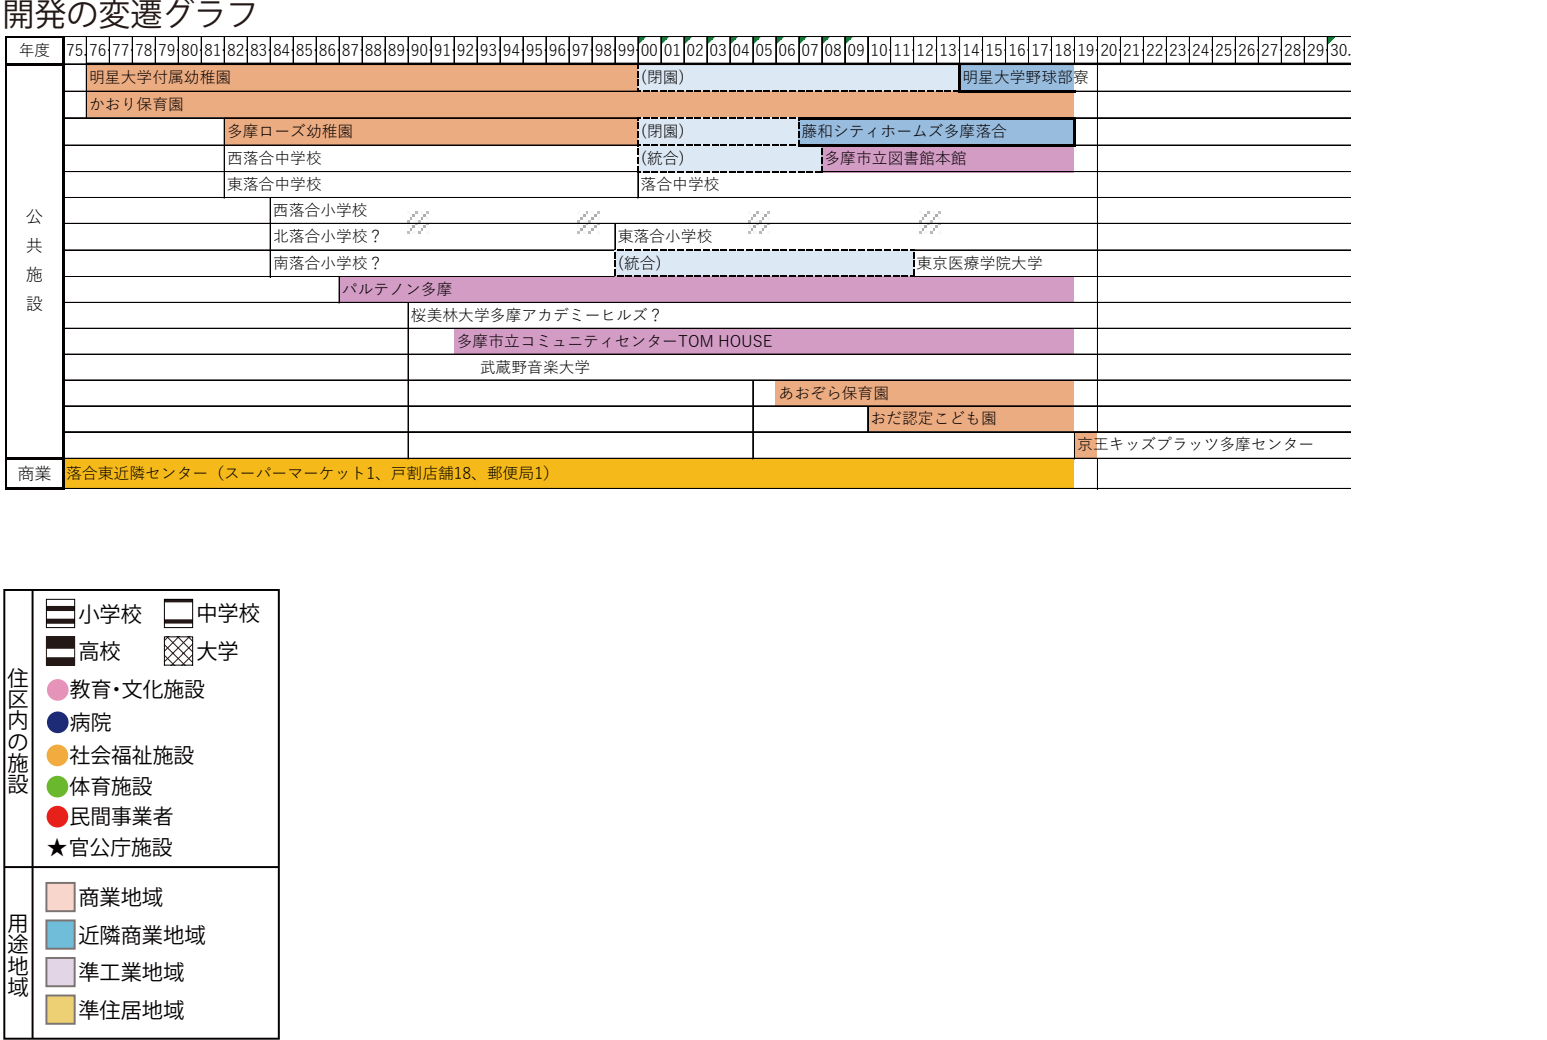 開発の変遷グラフ
年度 75. 76 77 78 79 80 81 82 83 84 85 86 87 88 89 90 91 92 93 94 95 96 97 98 99 00 01 02 03 04 05 06 07 08 09 10 11 12 13 14 15 16 17 18 19 20 21 22 23 24 25 26 27 28 29 30.
公共施設
明星大学付属幼稚園 (閉園) 明星大学野球部寮
かおり保育園
多摩ローズ幼稚園 (閉園) 藤和シティホームズ多摩落合
西落合中学校 (統合) 多摩市立図書館本館
東落合中学校 落合中学校
西落合小学校
北落合小学校？ 東落合小学校
南落合小学校？ (統合) 東京医療学院大学
パルテノン多摩
桜美林大学多摩アカデミーヒルズ？
多摩市立コミュニティセンターTOM HOUSE
武蔵野音楽大学
あおぞら保育園
おだ認定こども園
京王キッズプラッツ多摩センター
商業 落合東近隣センター（スーパーマーケット1、戸割店舗18、郵便局1）
住区内の施設
小学校 中学校
高校 大学
教育・文化施設
病院
社会福祉施設
体育施設
民間事業者
★官公庁施設
用途地域
商業地域
近隣商業地域
準工業地域
準住居地域